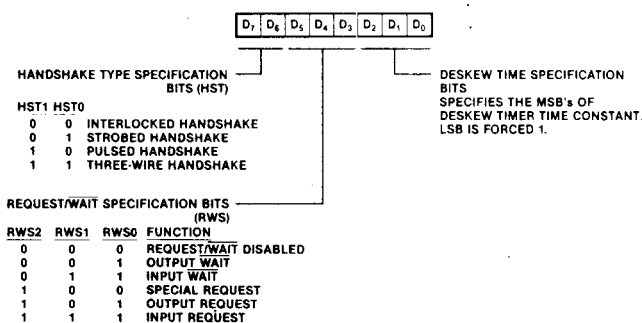 D7 D6 D5 D4 D3 D2 D1 D0
HANDSHAKE TYPE SPECIFICATION
BITS (HST)
HST1 HST0
0 0 INTERLOCKED HANDSHAKE
0 1 STROBED HANDSHAKE
1 0 PULSED HANDSHAKE
1 1 THREE-WIRE HANDSHAKE
DESKEW TIME SPECIFICATION
BITS
SPECIFIES THE MSB's OF
DESKEW TIMER TIME CONSTANT.
LSB IS FORCED 1.
REQUEST/WAIT SPECIFICATION BITS
(RWS)
RWS2 RWS1 RWS0 FUNCTION
0 0 0 REQUEST/WAIT DISABLED
0 0 1 OUTPUT WAIT
0 1 1 INPUT WAIT
1 0 0 SPECIAL REQUEST
1 0 1 OUTPUT REQUEST
1 1 1 INPUT REQUEST